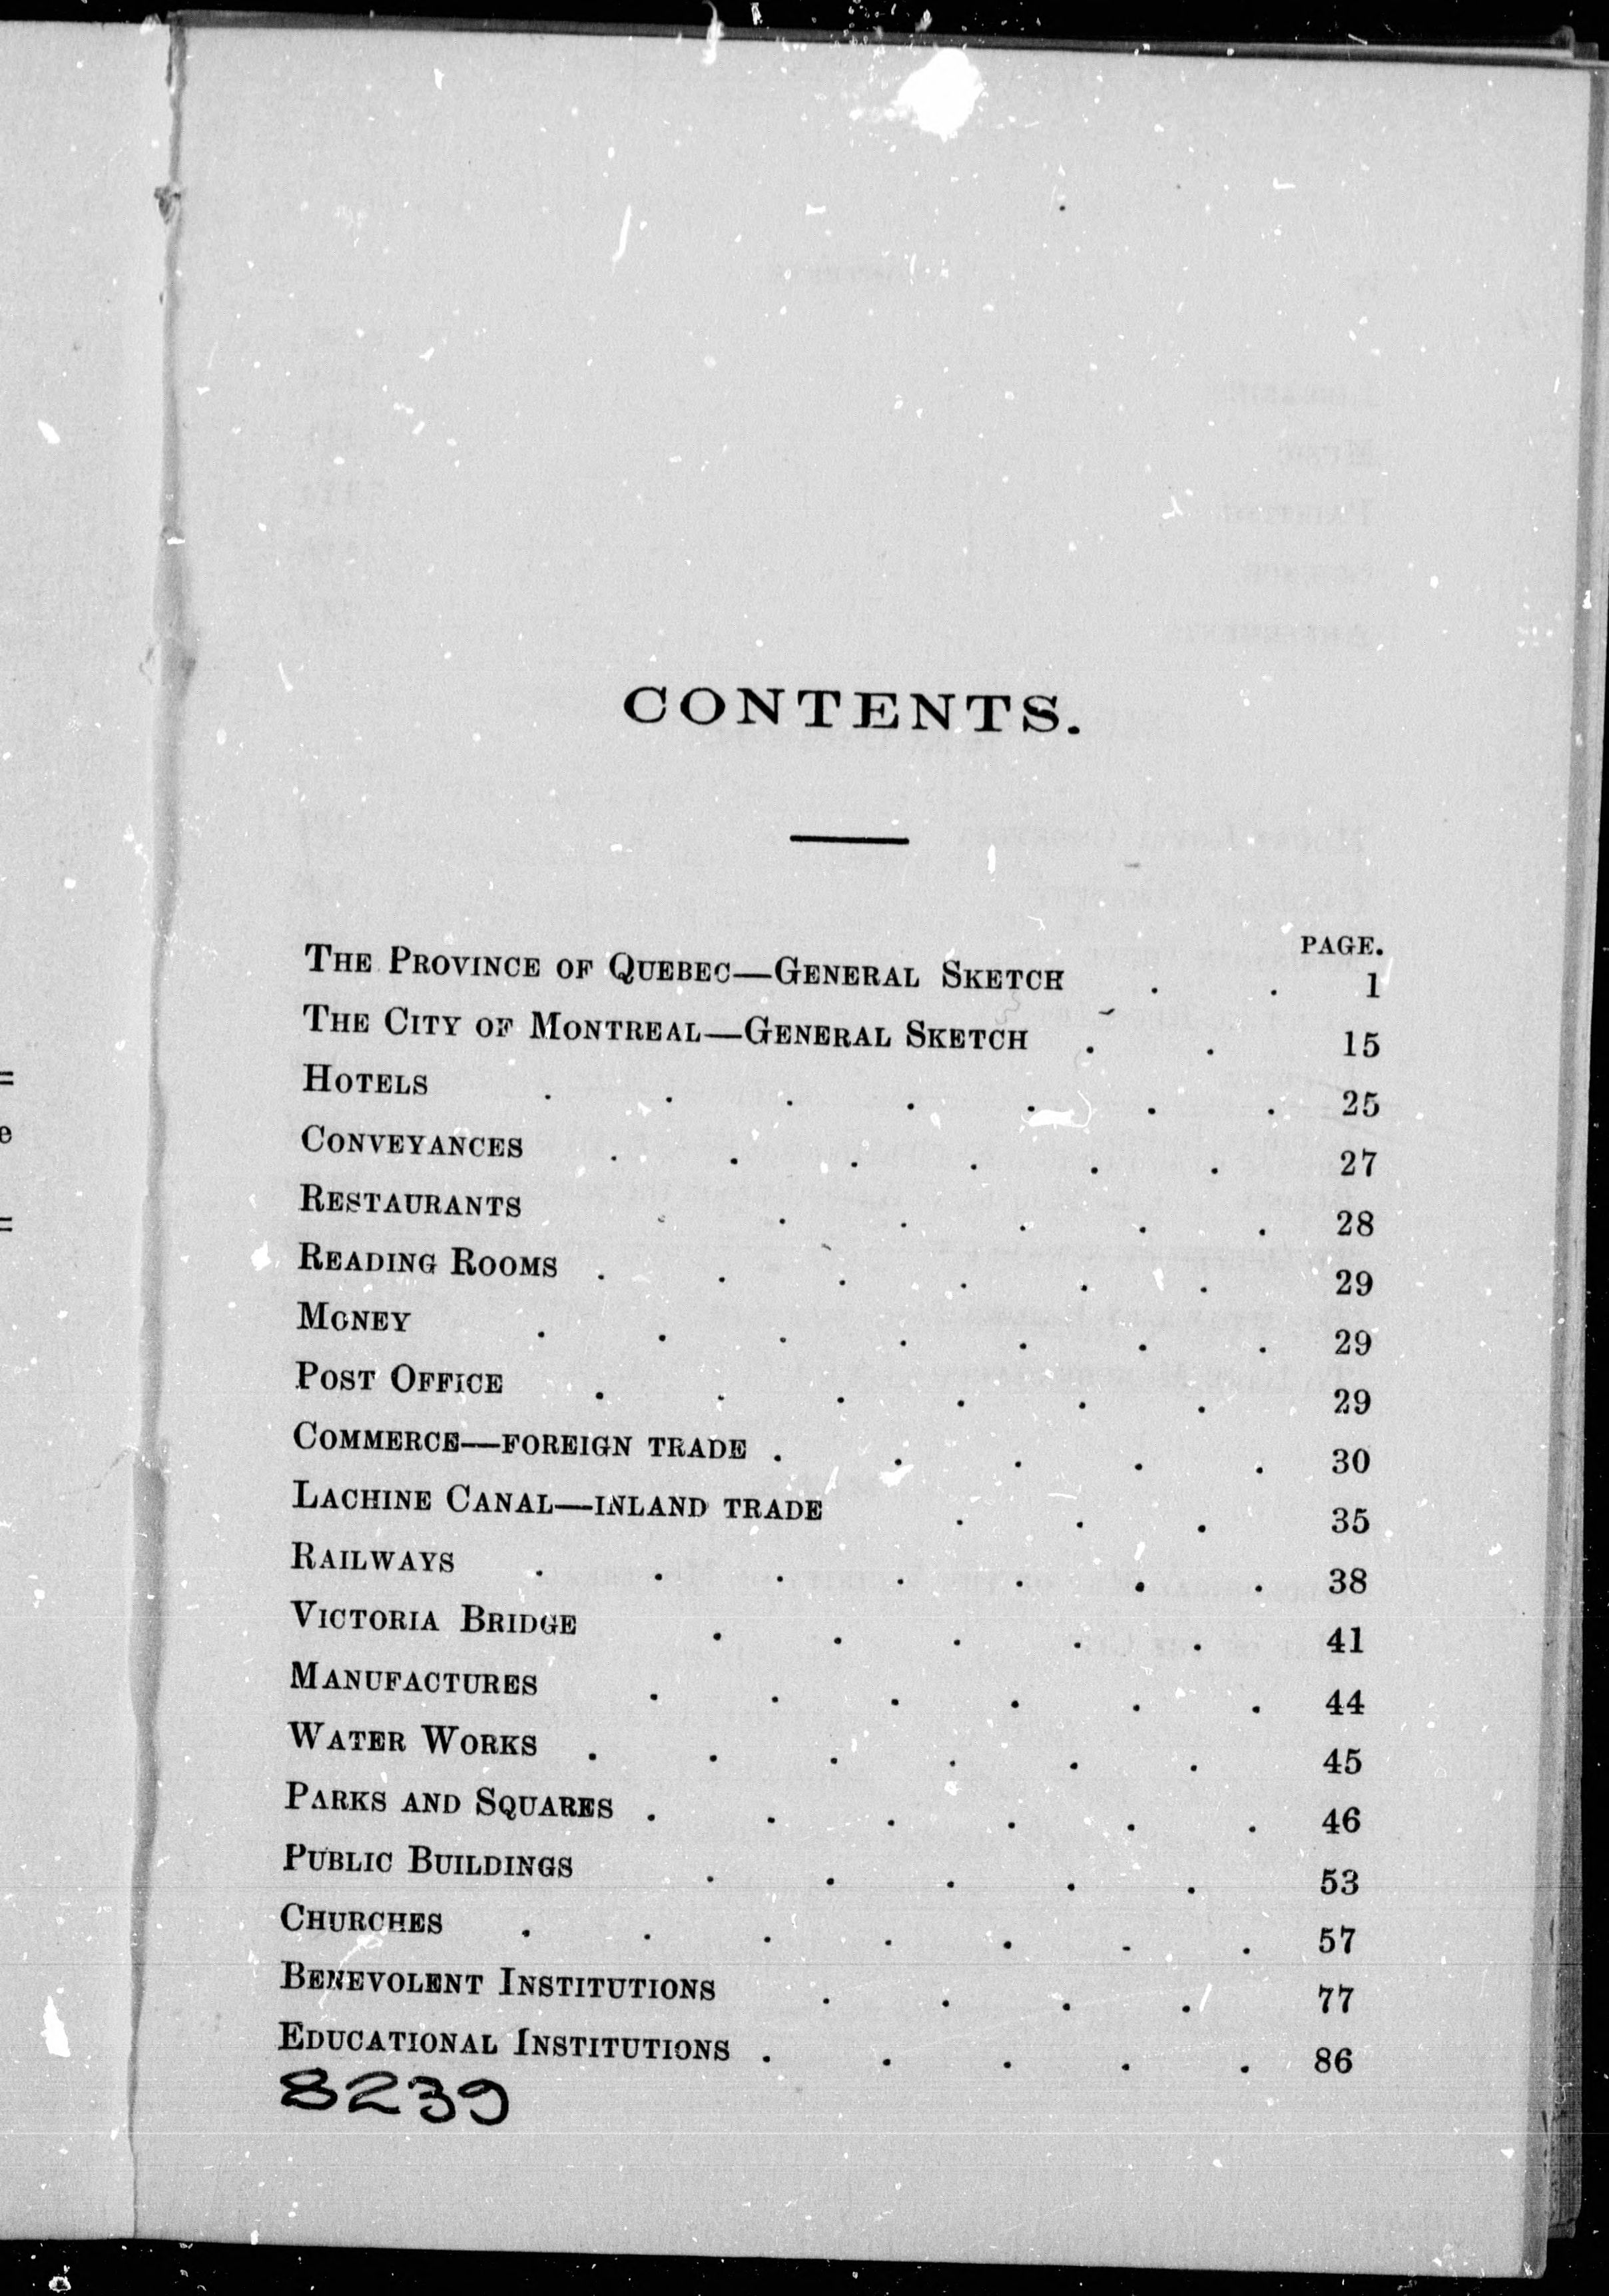 CONTENTS.
PAGE.
THE PROVINCE OF QUEBEC—GENERAL SKETCH . . 1
THE CITY OF MONTREAL—GENERAL SKETCH . . 15
HOTELS . . . . . . . 25
CONVEYANCES . . . . . . 27
RESTAURANTS . . . . . . 28
READING ROOMS . . . . . . 29
MONEY . . . . . . . 29
POST OFFICE . . . . . . 29
COMMERCE—FOREIGN TRADE . . . . . 30
LACHINE CANAL—INLAND TRADE . . . 35
RAILWAYS . . . . . . . 38
VICTORIA BRIDGE . . . . . 41
MANUFACTURES . . . . . . 44
WATER WORKS . . . . . . 45
PARKS AND SQUARES . . . . . . 46
PUBLIC BUILDINGS . . . . . 53
CHURCHES . . . . . . . 57
BENEVOLENT INSTITUTIONS . . . . 77
EDUCATIONAL INSTITUTIONS . . . . . 86
8239